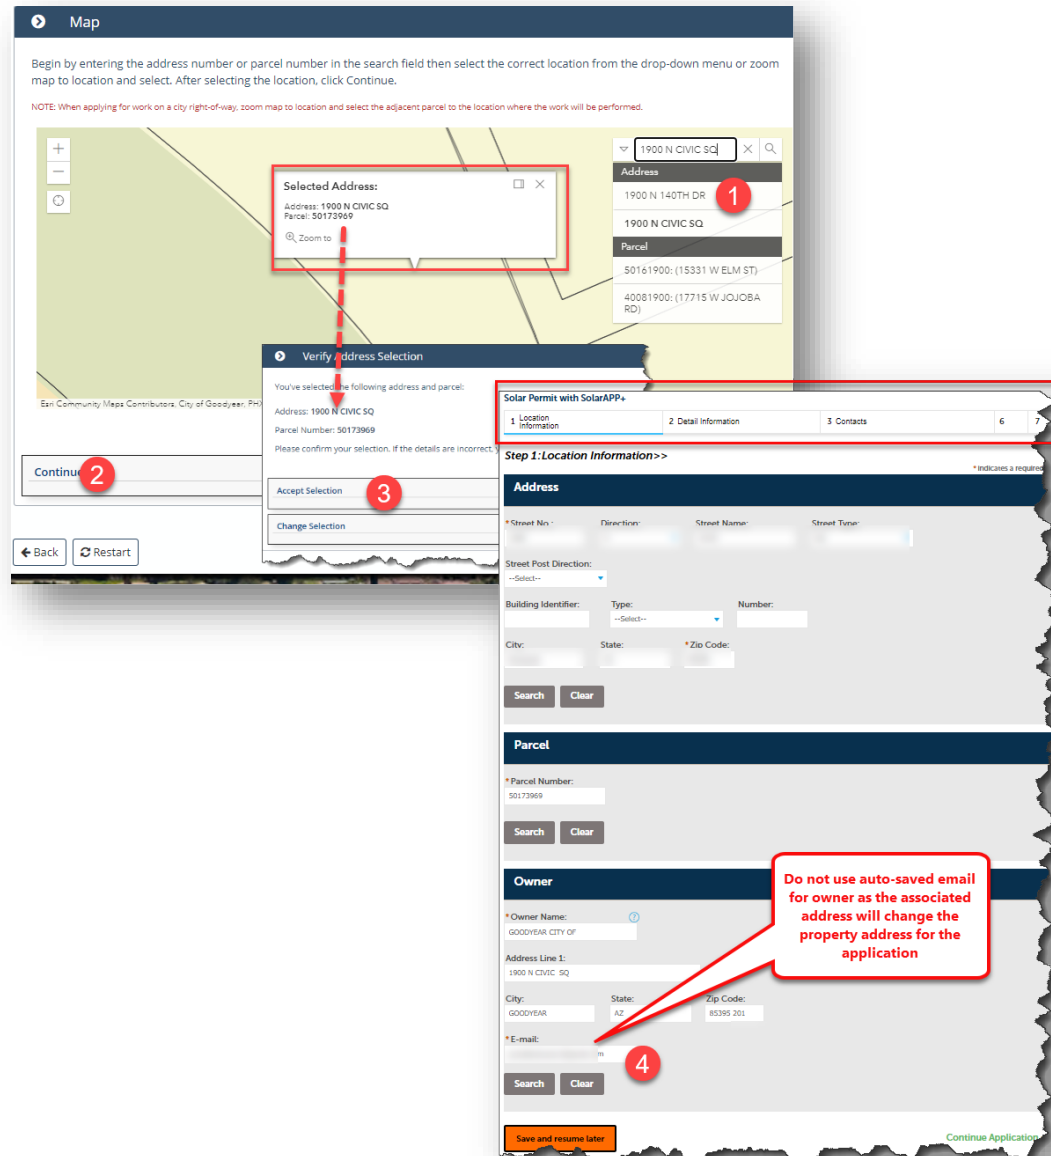 Map
Begin by entering the address number or parcel number in the search field then select the correct location from the drop-down menu or zoom
map to location and select. After selecting the location, click Continue.
NOTE: When applying for work on a city right-of-way, zoom map to location and select the adjacent parcel to the location where the work will be performed.
1900 N CIVIC SQ
Address
1900 N 140TH DR
1
1900 N CIVIC SQ
Parcel
50161900: (15331 W ELM ST)
40081900: (17715 W JOJOBA
RD)
Selected Address:
Address: 1900 N CIVIC SQ
Parcel: 50173969
Zoom to
Esri Community Maps Contributors, City of Goodyear, PHX
Continue
2
Back
Restart
Verify Address Selection
You've selected the following address and parcel:
Address: 1900 N CIVIC SQ
Parcel Number: 50173969
Please confirm your selection. If the details are incorrect,
Accept Selection
3
Change Selection
Solar Permit with SolarAPP+
1 Location Information
2 Detail Information
3 Contacts
6
7
Step 1:Location Information>>
* indicates a required
Address
* Street No.: Direction: Street Name: Street Type:
Street Post Direction:
--Select--
Building Identifier: Type: Number:
--Select--
City: State: * Zip Code:
Search Clear
Parcel
* Parcel Number:
50173969
Search Clear
Owner
* Owner Name:
GOODYEAR CITY OF
Address Line 1:
1900 N CIVIC SQ
City: State: Zip Code:
GOODYEAR AZ 85395 201
* E-mail:
4
Search Clear
Do not use auto-saved email
for owner as the associated
address will change the
property address for the
application
Save and resume later
Continue Application